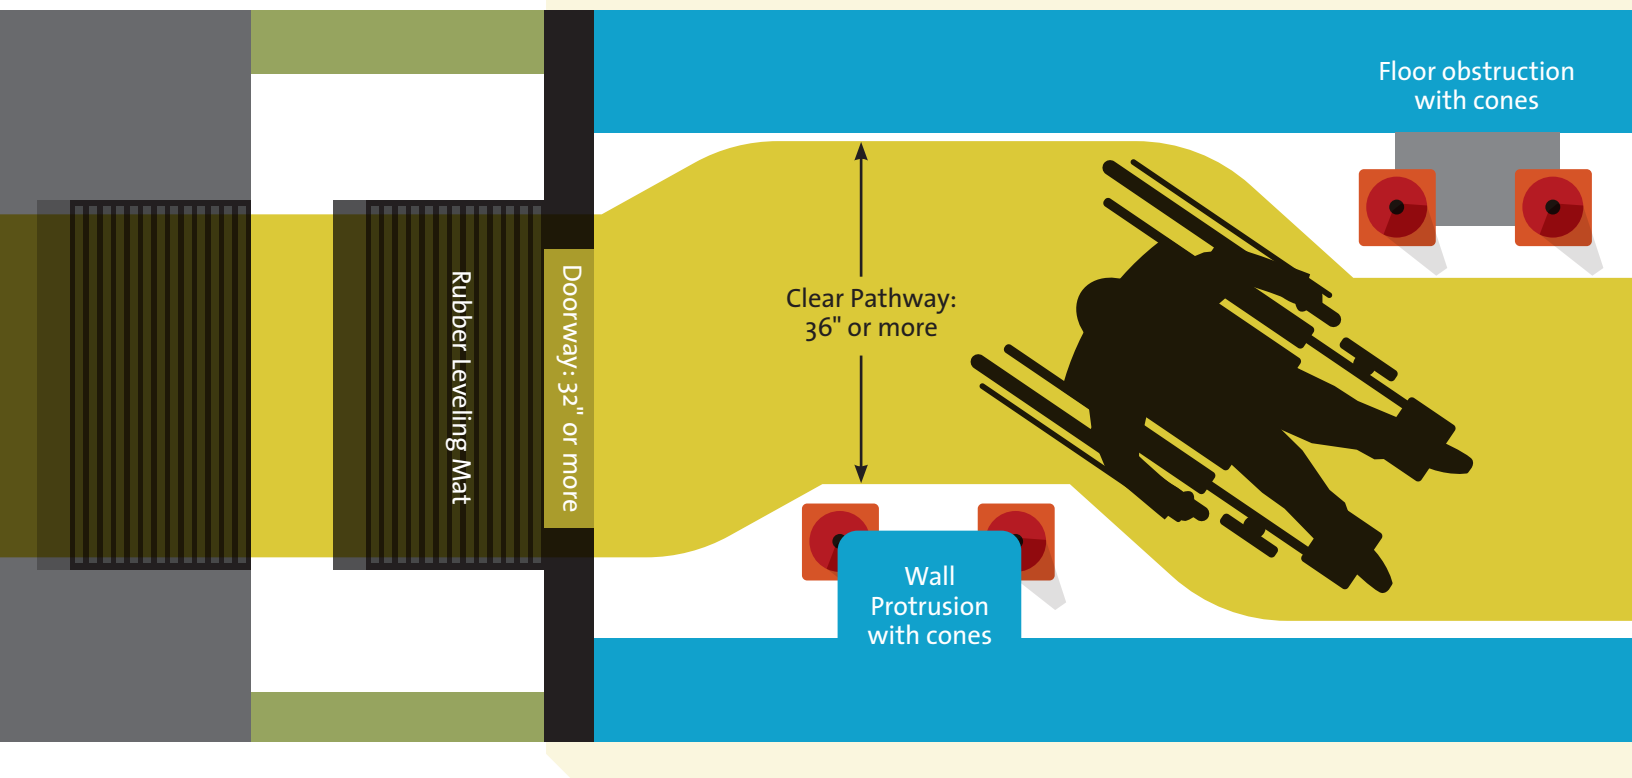 Rubber Leveling Mat
Doorway: 32" or more
Clear Pathway:
36" or more
Floor obstruction
with cones
Wall
Protrusion
with cones